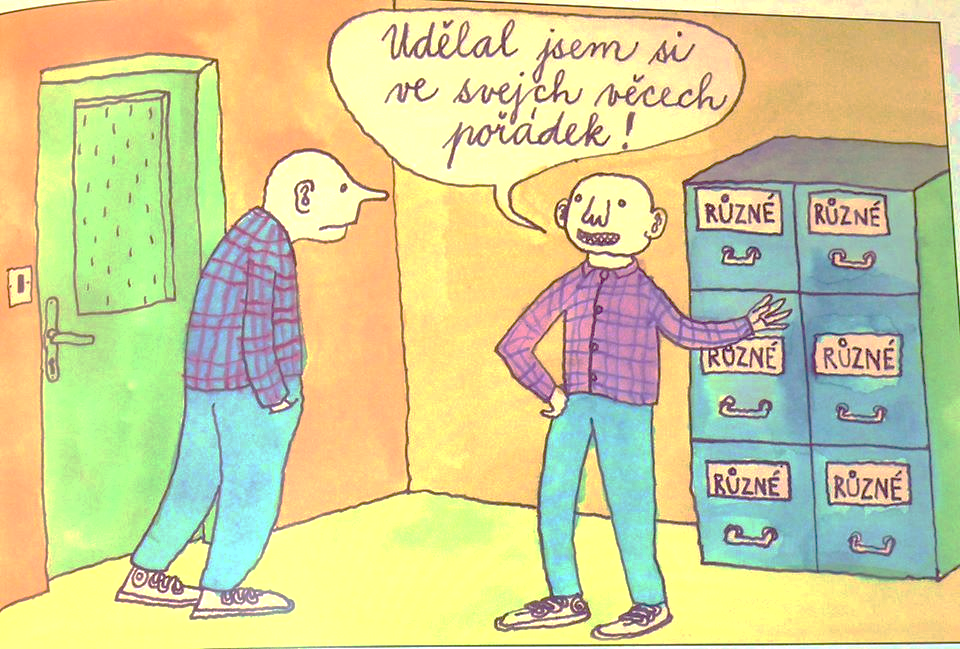 Udělal jsem si
ve svejch věcech
pořádek!
RŮZNÉ RŮZNÉ
RŮZNÉ RŮZNÉ
RŮZNÉ RŮZNÉ